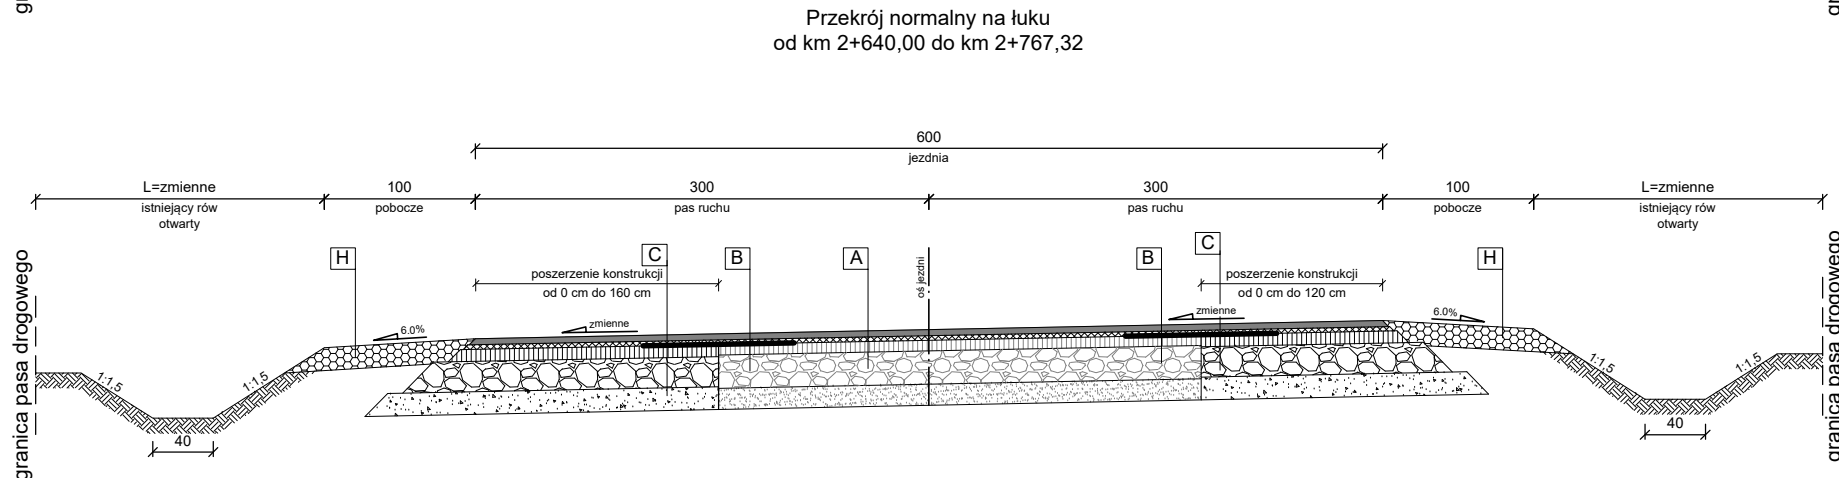 Przekrój normalny na łuku
od km 2+640,00 do km 2+767,32
600
jezdnia
L=zmienne
100
300
300
100
L=zmienne
istniejący rów
otwarty
pobocze
pas ruchu
pas ruchu
pobocze
istniejący rów
otwarty
H
C
B
A
B
C
H
poszerzenie konstrukcji
od 0 cm do 160 cm
oś jezdni
poszerzenie konstrukcji
od 0 cm do 120 cm
6.0%
zmienne
zmienne
6.0%
1:1,5
1:1,5
1:1,5
1:1,5
40
40
granica pasa drogowego
granica pasa drogowego